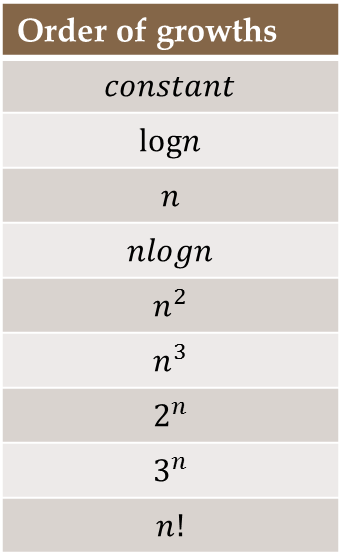 Order of growths
constant
logn
n
nlogn
n²
n³
2ⁿ
3ⁿ
n!